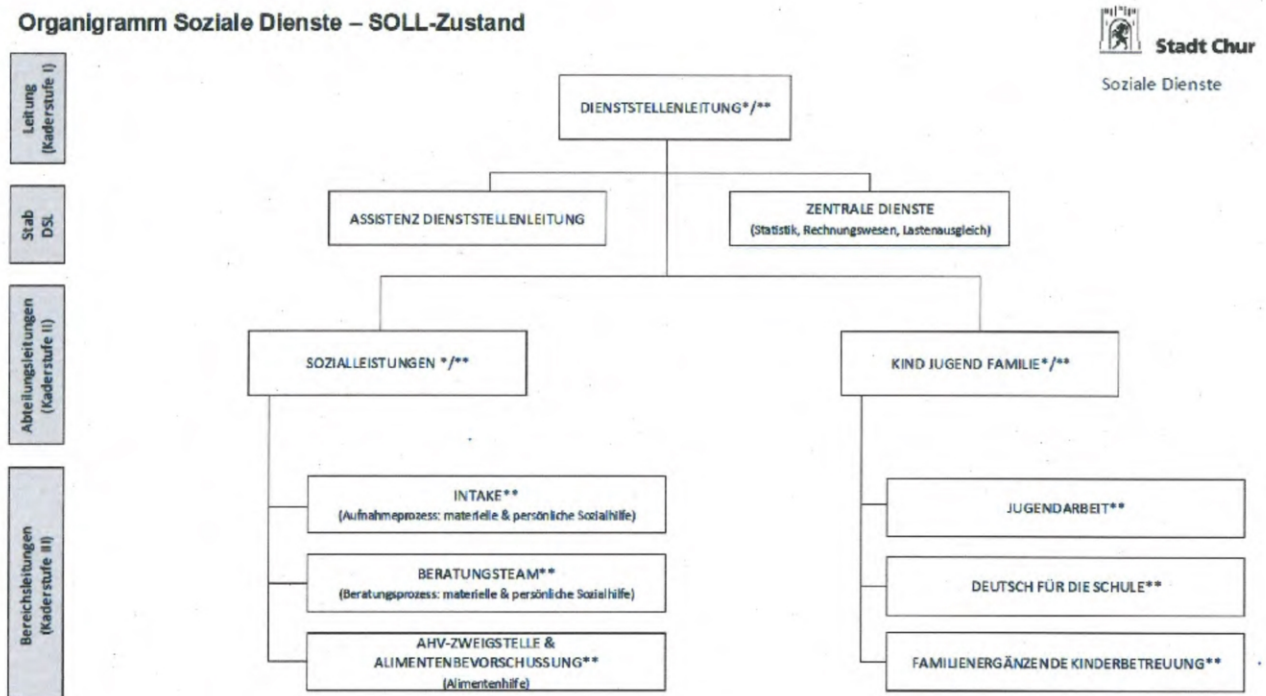 Organigramm Soziale Dienste – SOLL-Zustand
Stadt Chur
Soziale Dienste
Leitung
(Kaderstufe I)
DIENSTSTELLENLEITUNG*/**
Stab
DSL
ASSISTENZ DIENSTSTELLENLEITUNG
ZENTRALE DIENSTE
(Statistik, Rechnungswesen, Lastenausgleich)
Abteilungsleitungen
(Kaderstufe II)
SOZIALLEISTUNGEN */**
KIND JUGEND FAMILIE*/**
Bereichsleitungen
(Kaderstufe III)
INTAKE**
(Aufnahmeprozess: materielle & persönliche Sozialhilfe)
BERATUNGSTEAM**
(Beratungsprozess: materielle & persönliche Sozialhilfe)
AHV-ZWEIGSTELLE &
ALIMENTENBEVORSCHUSSUNG**
(Alimentenhilfe)
JUGENDARBEIT**
DEUTSCH FÜR DIE SCHULE**
FAMILIENERGÄNZENDE KINDERBETREUUNG**